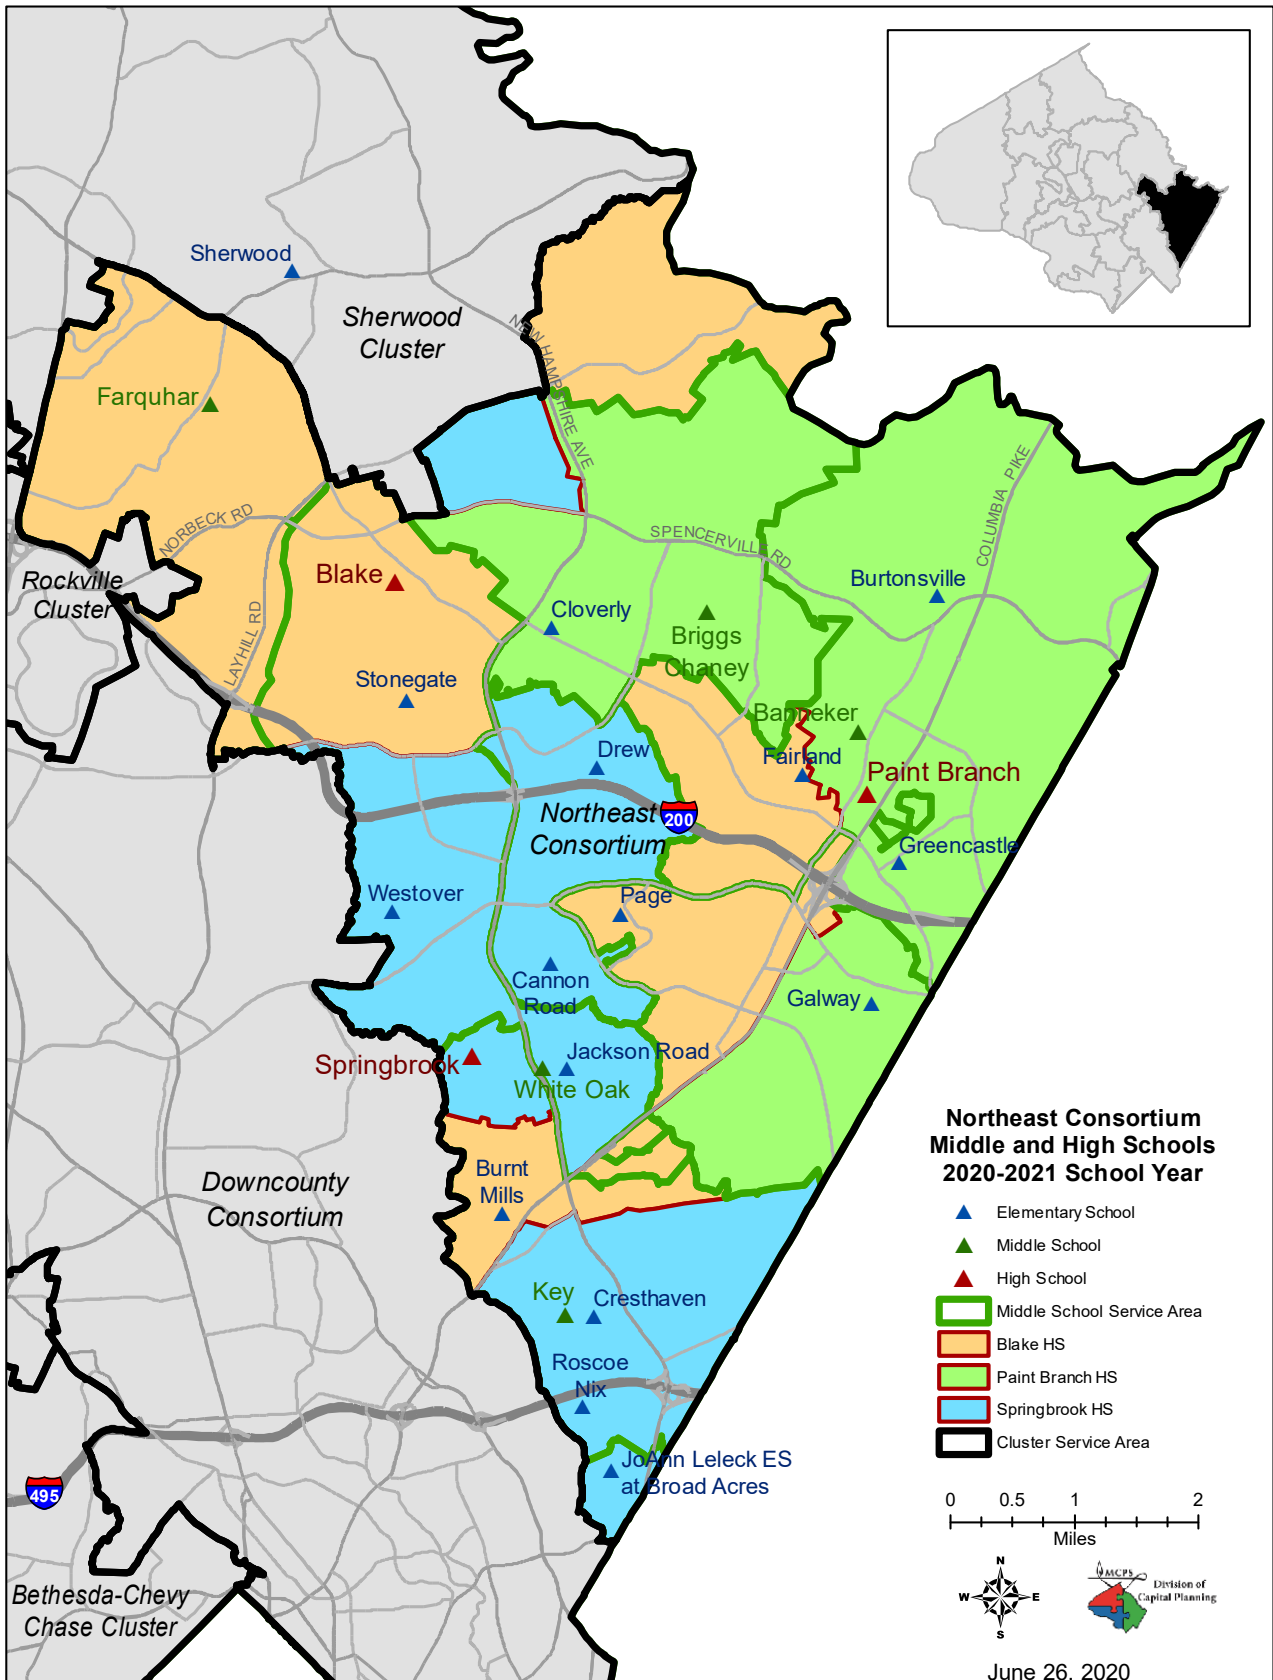 Sherwood
Sherwood
Cluster
NEW HAMPSHIRE AVE
Farquhar
COLUMBIA PIKE
NORBECK RD
SPENCERVILLE RD
Rockville
Cluster
Blake
Burtonsville
Cloverly
LAYHILL RD
Briggs
Chaney
Stonegate
Banneker
Drew
Fairland
Paint Branch
Northeast
Consortium
200
Greencastle
Westover
Page
Cannon
Road
Galway
Springbrook
Jackson Road
White Oak
Burnt
Mills
Downcounty
Consortium
Key
Cresthaven
Roscoe
Nix
JoAnn Leleck ES
at Broad Acres
495
Bethesda-Chevy
Chase Cluster
Northeast Consortium
Middle and High Schools
2020-2021 School Year
Elementary School
Middle School
High School
Middle School Service Area
Blake HS
Paint Branch HS
Springbrook HS
Cluster Service Area
0 0.5 1 2
Miles
N
W E
S
MCPS
Division of
Capital Planning
June 26, 2020